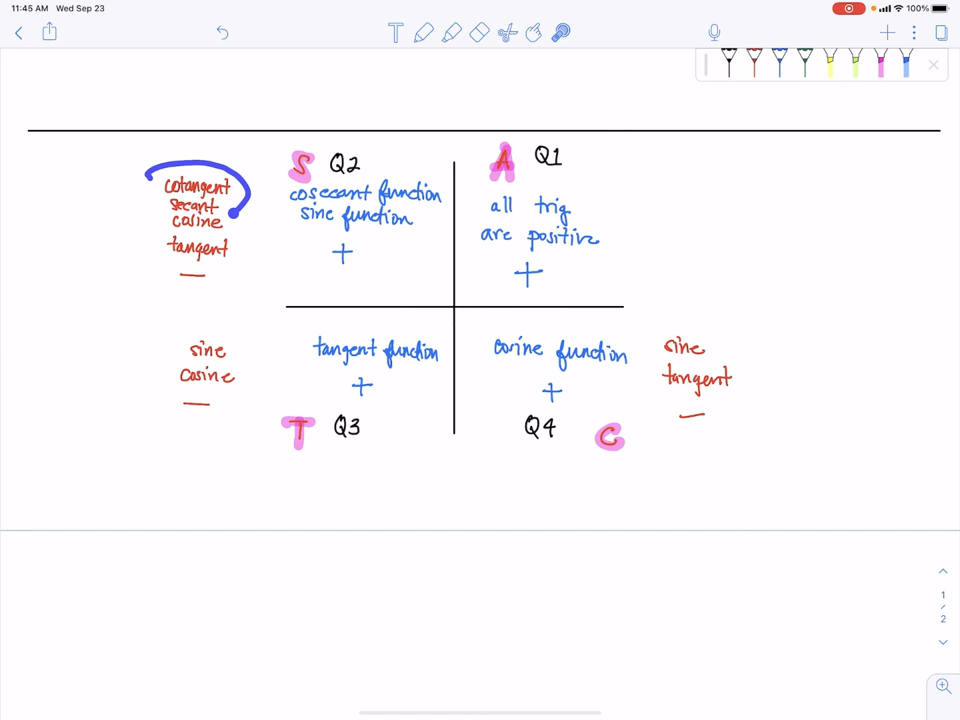 11:45 AM Wed Sep 23
100%
T
S Q2
A Q1
cotangent
secant
cosine
tangent
—
cosecant function
sine function
+
all trig
are positive
+
sine
cosine
—
tangent function
+
cosine function
+
sine
tangent
—
T Q3
Q4 C
1
/
2